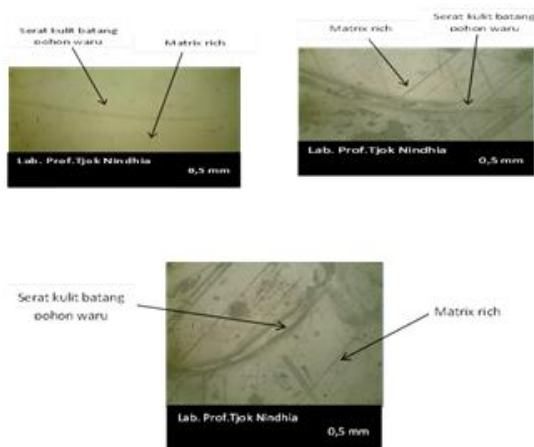 Serat kulit batang
pohon waru
Matrix rich
Lab. Prof.Tjok Nindhia
0,5 mm
Matrix rich
Serat kulit batang
pohon waru
Lab. Prof.Tjok Nindhia
0,5 mm
Serat kulit batang
pohon waru
Matrix rich
Lab. Prof.Tjok Nindhia
0,5 mm